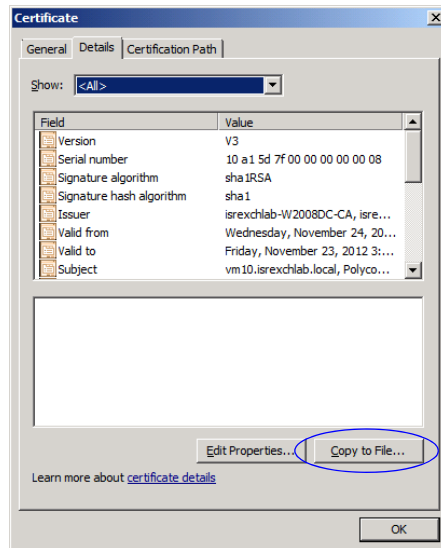 Certificate
General Details Certification Path
Show: <All>
Field Value
Version V3
Serial number 10 a1 5d 7f 00 00 00 00 00 08
Signature algorithm sha1RSA
Signature hash algorithm sha1
Issuer isrexchlab-W2008DC-CA, isre...
Valid from Wednesday, November 24, 20...
Valid to Friday, November 23, 2012 3:...
Subject vm10.isrexchlab.local, Polyco...
Edit Properties... Copy to File...
Learn more about certificate details
OK